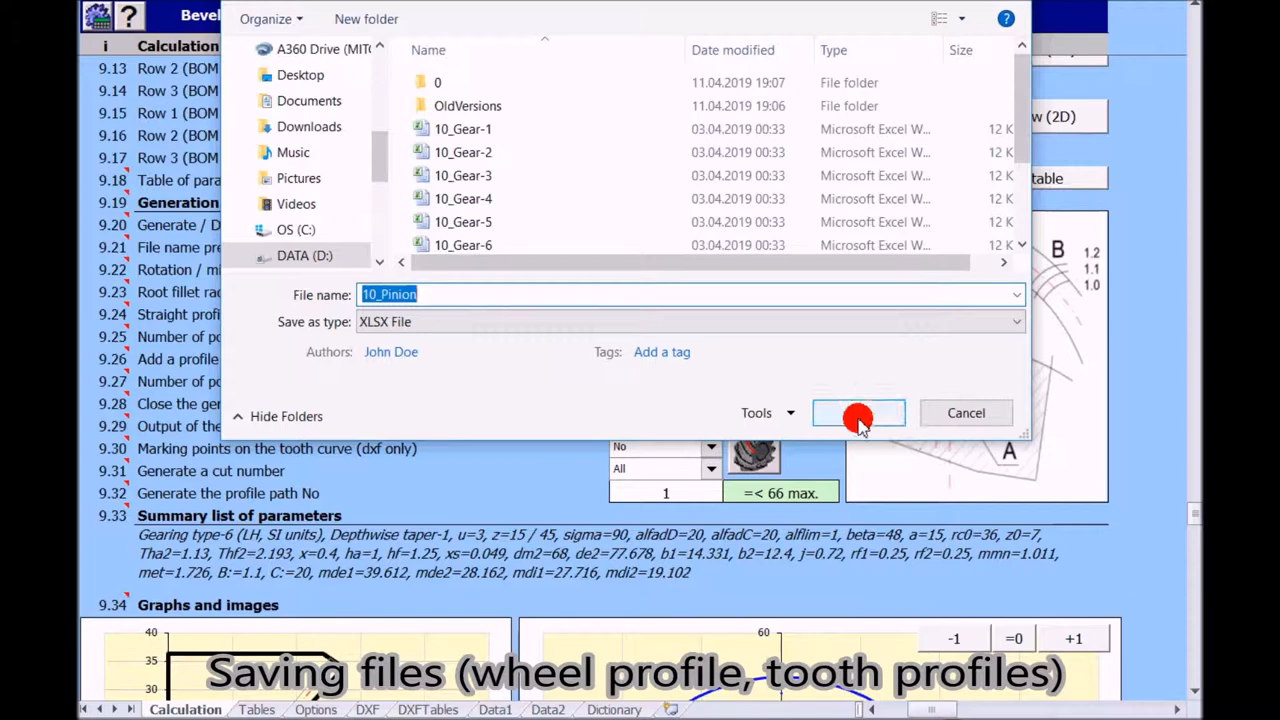 Organize
New folder
?
Bevel
i Calculation
A360 Drive (MITC
Desktop
Documents
Downloads
Music
Pictures
Videos
OS (C:)
DATA (D:)
Name Date modified Type Size
0 11.04.2019 19:07 File folder
OldVersions 11.04.2019 19:06 File folder
10_Gear-1 03.04.2019 00:33 Microsoft Excel W... 12 K
10_Gear-2 03.04.2019 00:33 Microsoft Excel W... 12 K
10_Gear-3 03.04.2019 00:33 Microsoft Excel W... 12 K
10_Gear-4 03.04.2019 00:33 Microsoft Excel W... 12 K
10_Gear-5 03.04.2019 00:33 Microsoft Excel W... 12 K
10_Gear-6 03.04.2019 00:33 Microsoft Excel W... 12 K
File name: 10_Pinion
Save as type: XLSX File
Authors: John Doe Tags: Add a tag
Hide Folders
Tools
Cancel
9.13 Row 2 (BOM
9.14 Row 3 (BOM
9.15 Row 1 (BOM
9.16 Row 2 (BOM
9.17 Row 3 (BOM
9.18 Table of para
9.19 Generation
9.20 Generate / D
9.21 File name pre
9.22 Rotation / mi
9.23 Root fillet rad
9.24 Straight profi
9.25 Number of po
9.26 Add a profile
9.27 Number of po
9.28 Close the gen
9.29 Output of the
9.30 Marking points on the tooth curve (dxf only) No
9.31 Generate a cut number All
9.32 Generate the profile path No 1 =< 66 max.
w (2D)
table
B
1.2
1.1
1.0
A
9.33 Summary list of parameters
Gearing type-6 (LH, SI units), Depthwise taper-1, u=3, z=15 / 45, sigma=90, alfadD=20, alfadC=20, alflim=1, beta=48, a=15, rc0=36, z0=7,
Tha2=1.13, Thf2=2.193, x=0.4, ha=1, hf=1.25, xs=0.049, dm2=68, de2=77.678, b1=14.331, b2=12.4, j=0.72, rf1=0.25, rf2=0.25, mmn=1.011,
met=1.726, B:=1.1, C:=20, mde1=39.612, mde2=28.162, mdi1=27.716, mdi2=19.102
9.34 Graphs and images
40
35
30
60
-1 =0 +1
Saving files (wheel profile, tooth profiles)
Calculation Tables Options DXF DXFTables Data1 Data2 Dictionary